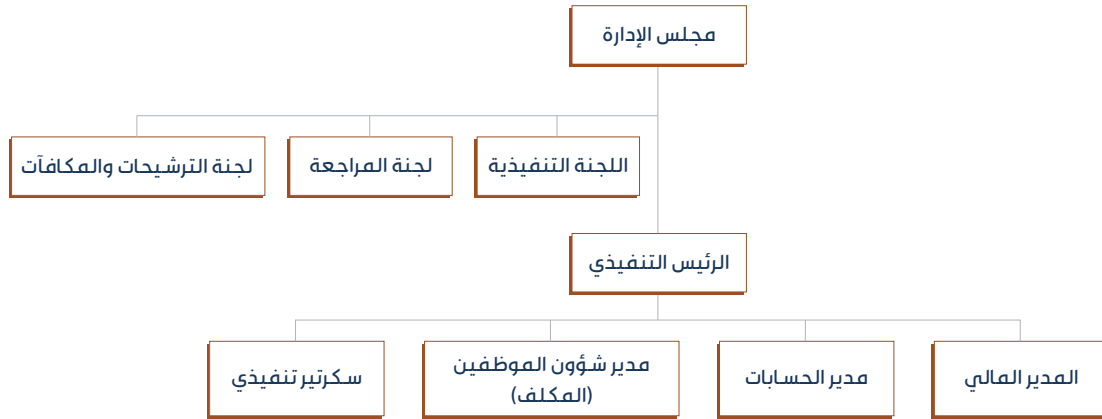 مجلس الإدارة
اللجنة التنفيذية
لجنة المراجعة
لجنة الترشيحات والمكافآت
الرئيس التنفيذي
المدير المالي
مدير الحسابات
مدير شؤون الموظفين
(المكلف)
سكرتير تنفيذي